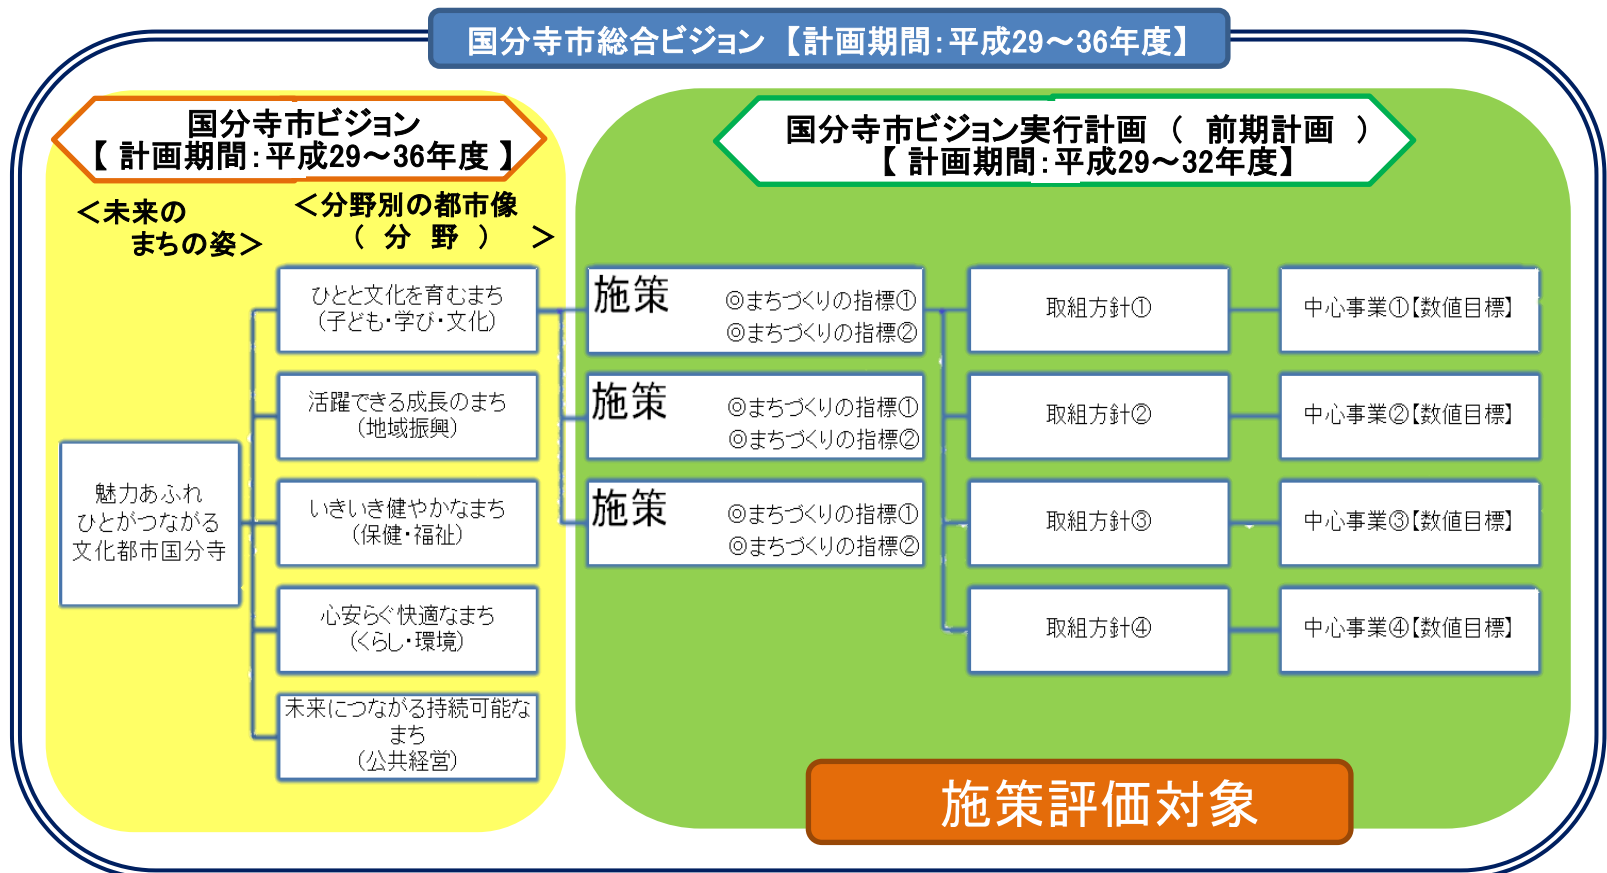 国分寺市総合ビジョン【計画期間：平成29～36年度】
国分寺市ビジョン
【 計画期間：平成29～36年度 】
＜未来の
まちの姿＞
＜分野別の都市像
（ 分 野 ） ＞
魅力あふれ
ひとがつながる
文化都市国分寺
ひとと文化を育むまち
（子ども・学び・文化）
活躍できる成長のまち
（地域振興）
いきいき健やかなまち
（保健・福祉）
心安らぐ快適なまち
（くらし・環境）
未来につながる持続可能な
まち
（公共経営）
国分寺市ビジョン実行計画 （ 前期計画 ）
【 計画期間：平成29～32年度】
施策
◎まちづくりの指標①
◎まちづくりの指標②
施策
◎まちづくりの指標①
◎まちづくりの指標②
施策
◎まちづくりの指標①
◎まちづくりの指標②
取組方針①
取組方針②
取組方針③
取組方針④
中心事業①【数値目標】
中心事業②【数値目標】
中心事業③【数値目標】
中心事業④【数値目標】
施策評価対象